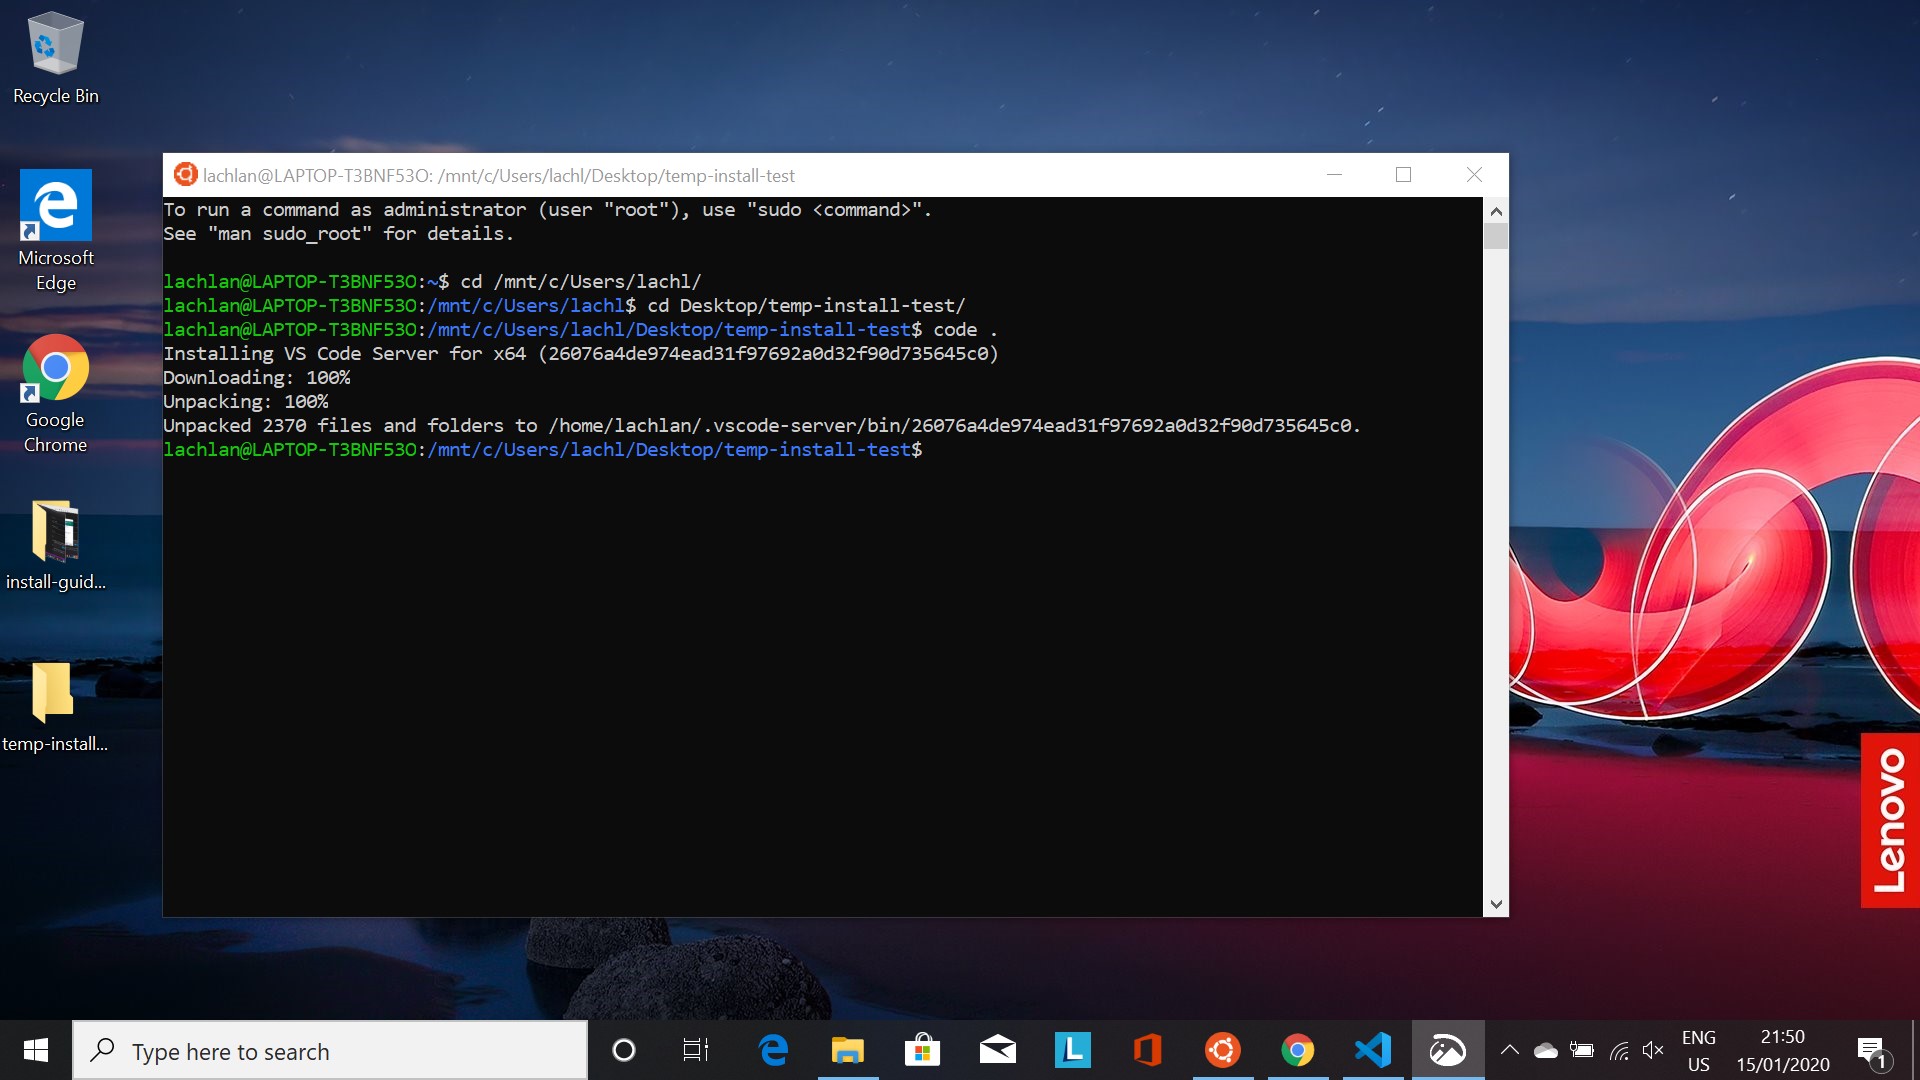 Recycle Bin
Microsoft
Edge
Google
Chrome
install-guid...
temp-install...
lachlan@LAPTOP-T3BNF53O: /mnt/c/Users/lachl/Desktop/temp-install-test
To run a command as administrator (user "root"), use "sudo <command>".
See "man sudo_root" for details.
lachlan@LAPTOP-T3BNF53O:~$ cd /mnt/c/Users/lachl/
lachlan@LAPTOP-T3BNF53O:/mnt/c/Users/lachl$ cd Desktop/temp-install-test/
lachlan@LAPTOP-T3BNF53O:/mnt/c/Users/lachl/Desktop/temp-install-test$ code .
Installing VS Code Server for x64 (26076a4de974ead31f97692a0d32f90d735645c0)
Downloading: 100%
Unpacking: 100%
Unpacked 2370 files and folders to /home/lachlan/.vscode-server/bin/26076a4de974ead31f97692a0d32f90d735645c0.
lachlan@LAPTOP-T3BNF53O:/mnt/c/Users/lachl/Desktop/temp-install-test$
Lenovo
Type here to search
L
ENG
US
21:50
15/01/2020
1